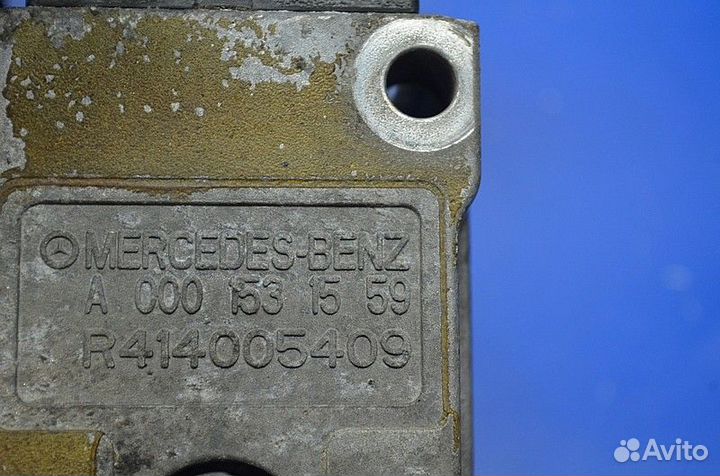 MERCEDES-BENZ
A 000 153 15 59
R414005409
Avito